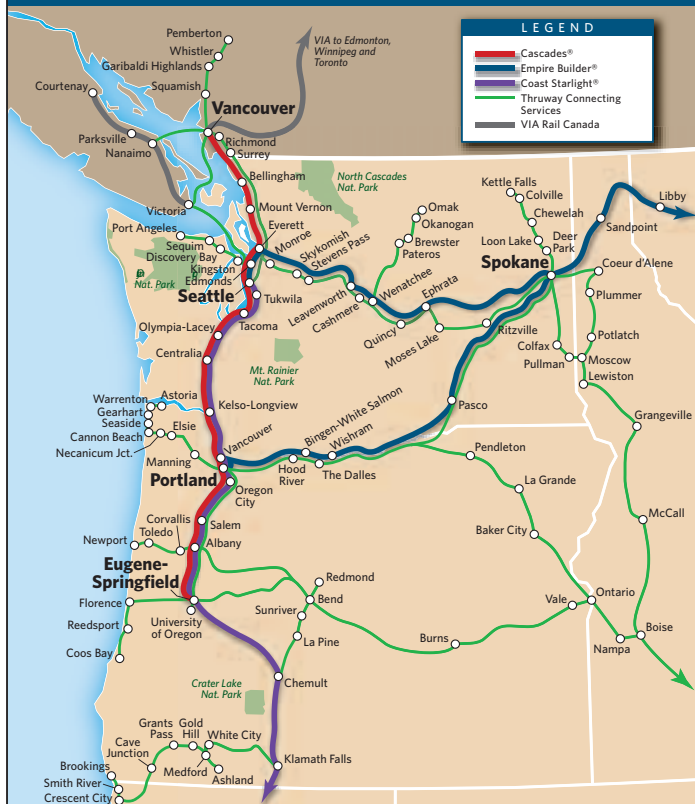 LEGEND
Cascades®
Empire Builder®
Coast Starlight®
Thruway Connecting
Services
VIA Rail Canada
VIA to Edmonton,
Winnipeg and
Toronto
Pemberton
Whistler
Garibaldi Highlands
Squamish
Courtenay
Vancouver
Parksville
Nanaimo
Richmond
Surrey
Bellingham
North Cascades
Nat. Park
Victoria
Mount Vernon
Port Angeles
Everett
Sequim
Discovery Bay
Monroe
Skykomish
Stevens Pass
Kingston
Edmonds
Nat. Park
Seattle
Tukwila
Tacoma
Olympia-Lacey
Centralia
Mt. Rainier
Nat. Park
Leavenworth
Cashmere
Wenatchee
Omak
Okanogan
Brewster
Pateros
Ephrata
Quincy
Moses Lake
Ritzville
Kettle Falls
Colville
Chewelah
Loon Lake
Deer
Park
Spokane
Libby
Sandpoint
Coeur d'Alene
Plummer
Potlatch
Colfax
Pullman
Moscow
Lewiston
Grangeville
Pasco
Warrenton
Astoria
Gearhart
Seaside
Cannon Beach
Elsie
Necanicum Jct.
Manning
Kelso-Longview
Vancouver
Bingen-White Salmon
Wishram
Portland
Hood
River
The Dalles
Oregon
City
Pendleton
La Grande
Baker City
McCall
Corvallis
Toledo
Newport
Salem
Albany
Eugene-
Springfield
Redmond
Bend
Sunriver
La Pine
Florence
Reedsport
Coos Bay
University
of Oregon
Burns
Vale
Ontario
Nampa
Boise
Crater Lake
Nat. Park
Chemult
Grants
Pass
Gold
Hill
White City
Cave
Junction
Medford
Ashland
Klamath Falls
Brookings
Smith River
Crescent City